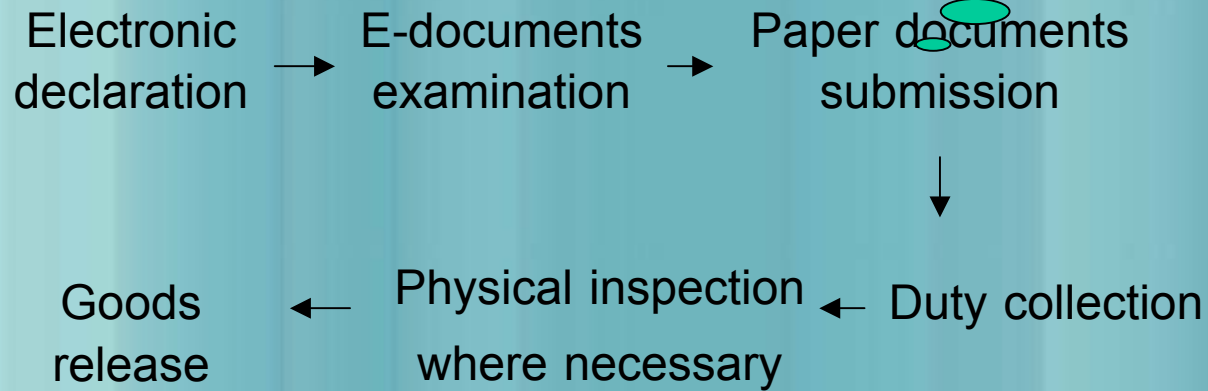 Electronic
declaration
E-documents
examination
Paper documents
submission
Duty collection
Physical inspection
where necessary
Goods
release